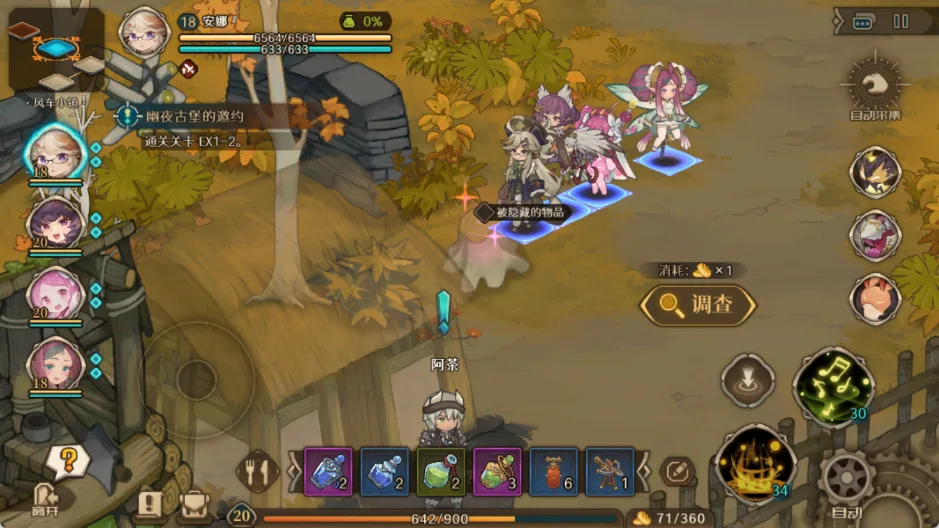 18 安娜
0%
6564/6564
633/633
·风车小镇·
幽夜古堡的邀约
通关关卡 EX1-2。
自动采集
18
20
20
18
被隐藏的物品
消耗: ×1
调查
阿茶
30
34
2
2
2
3
6
1
离开
20
642/900
71/360
自动